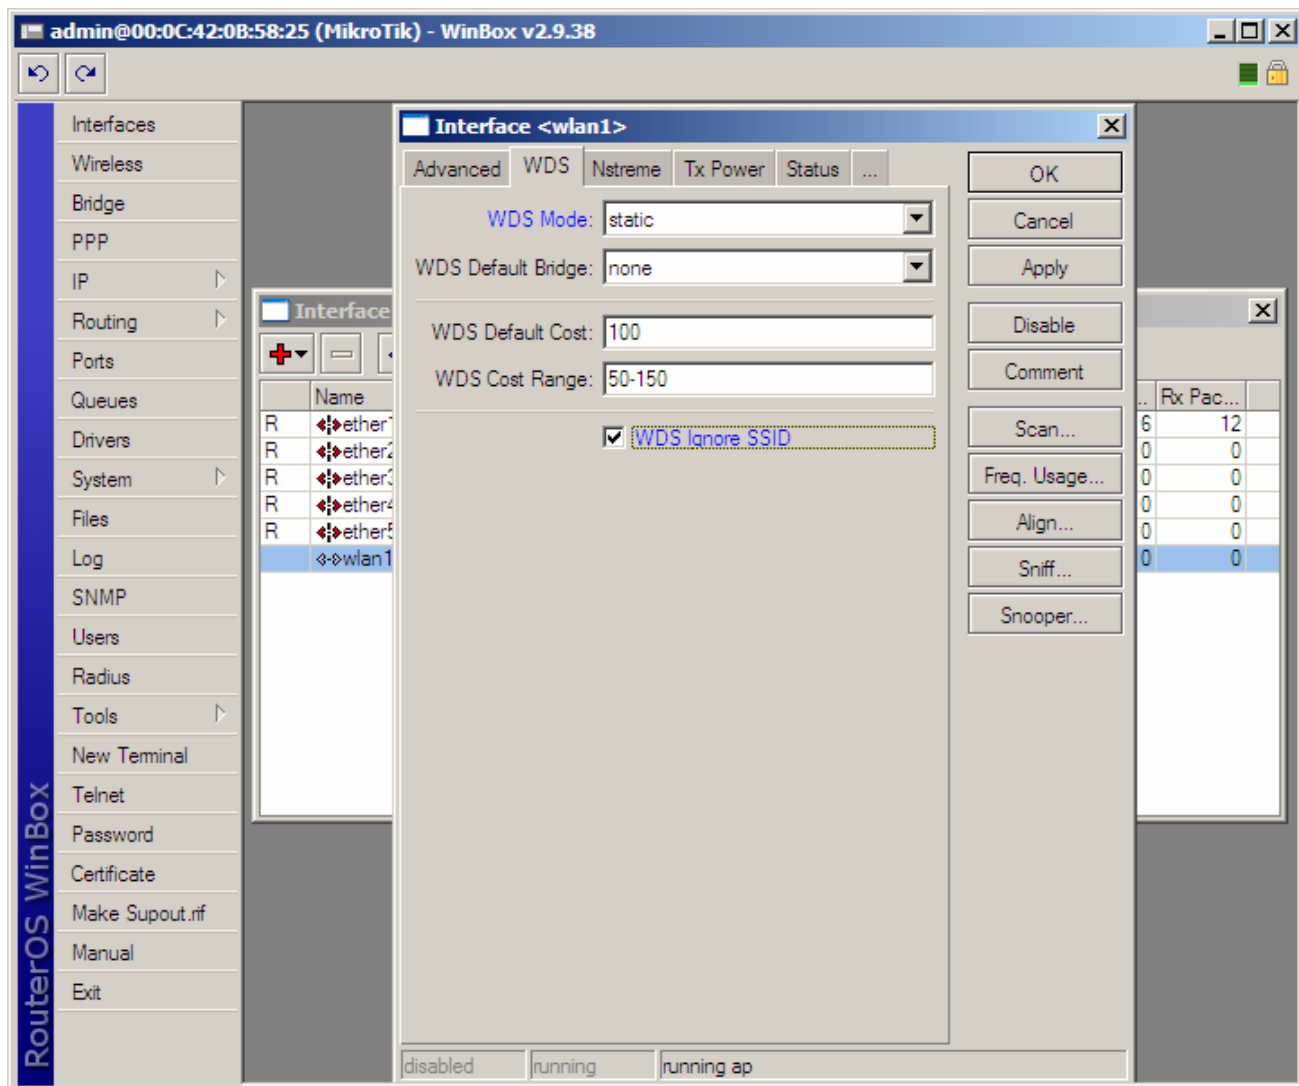 admin@00:0C:42:0B:58:25 (MikroTik) - WinBox v2.9.38
Interfaces
Wireless
Bridge
PPP
IP
Routing
Ports
Queues
Drivers
System
Files
Log
SNMP
Users
Radius
Tools
New Terminal
Telnet
Password
Certificate
Make Supout.rif
Manual
Exit
RouterOS WinBox
Interface
Name
R ether1
R ether2
R ether3
R ether4
R ether5
wlan1
Interface <wlan1>
Advanced WDS Nstreme Tx Power Status ...
WDS Mode: static
WDS Default Bridge: none
WDS Default Cost: 100
WDS Cost Range: 50-150
WDS Ignore SSID
OK
Cancel
Apply
Disable
Comment
Scan...
Freq. Usage...
Align...
Sniff...
Snooper...
disabled running running ap
.. Rx Pac...
6 12
0 0
0 0
0 0
0 0
0 0